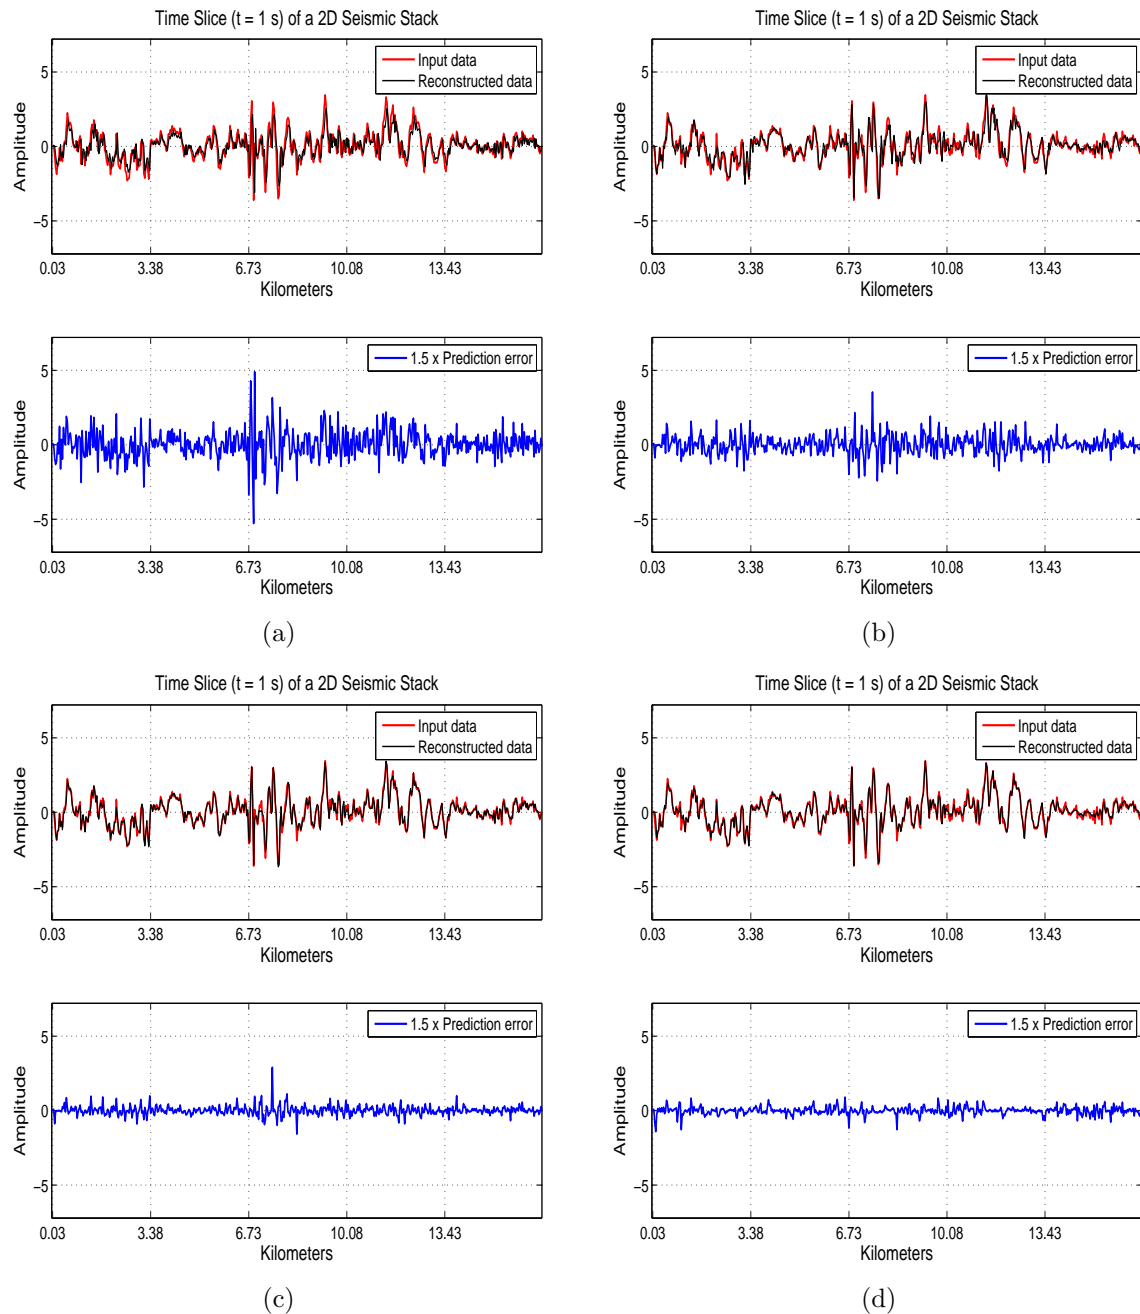 Time Slice (t = 1 s) of a 2D Seismic Stack
Input data
Reconstructed data
Amplitude
5
0
−5
0.03 3.38 6.73 10.08 13.43
Kilometers
1.5 x Prediction error
Amplitude
5
0
−5
0.03 3.38 6.73 10.08 13.43
Kilometers
(a)
Time Slice (t = 1 s) of a 2D Seismic Stack
Input data
Reconstructed data
Amplitude
5
0
−5
0.03 3.38 6.73 10.08 13.43
Kilometers
1.5 x Prediction error
Amplitude
5
0
−5
0.03 3.38 6.73 10.08 13.43
Kilometers
(b)
Time Slice (t = 1 s) of a 2D Seismic Stack
Input data
Reconstructed data
Amplitude
5
0
−5
0.03 3.38 6.73 10.08 13.43
Kilometers
1.5 x Prediction error
Amplitude
5
0
−5
0.03 3.38 6.73 10.08 13.43
Kilometers
(c)
Time Slice (t = 1 s) of a 2D Seismic Stack
Input data
Reconstructed data
Amplitude
5
0
−5
0.03 3.38 6.73 10.08 13.43
Kilometers
1.5 x Prediction error
Amplitude
5
0
−5
0.03 3.38 6.73 10.08 13.43
Kilometers
(d)